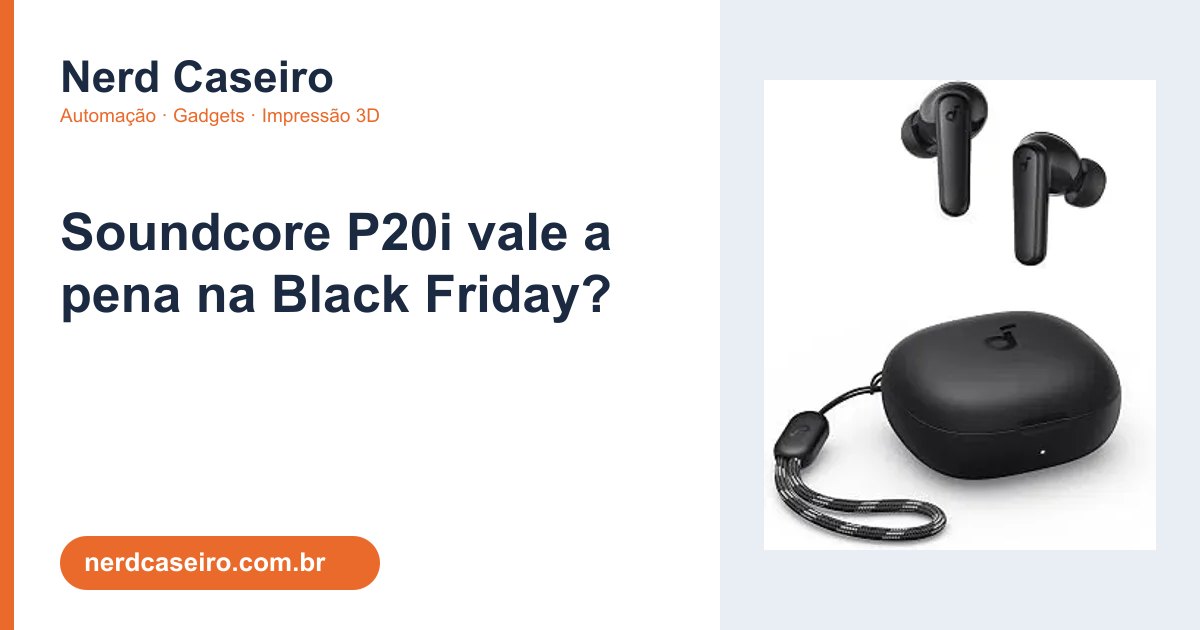 Nerd Caseiro
Automação · Gadgets · Impressão 3D
Soundcore P20i vale a
pena na Black Friday?
nerdcaseiro.com.br